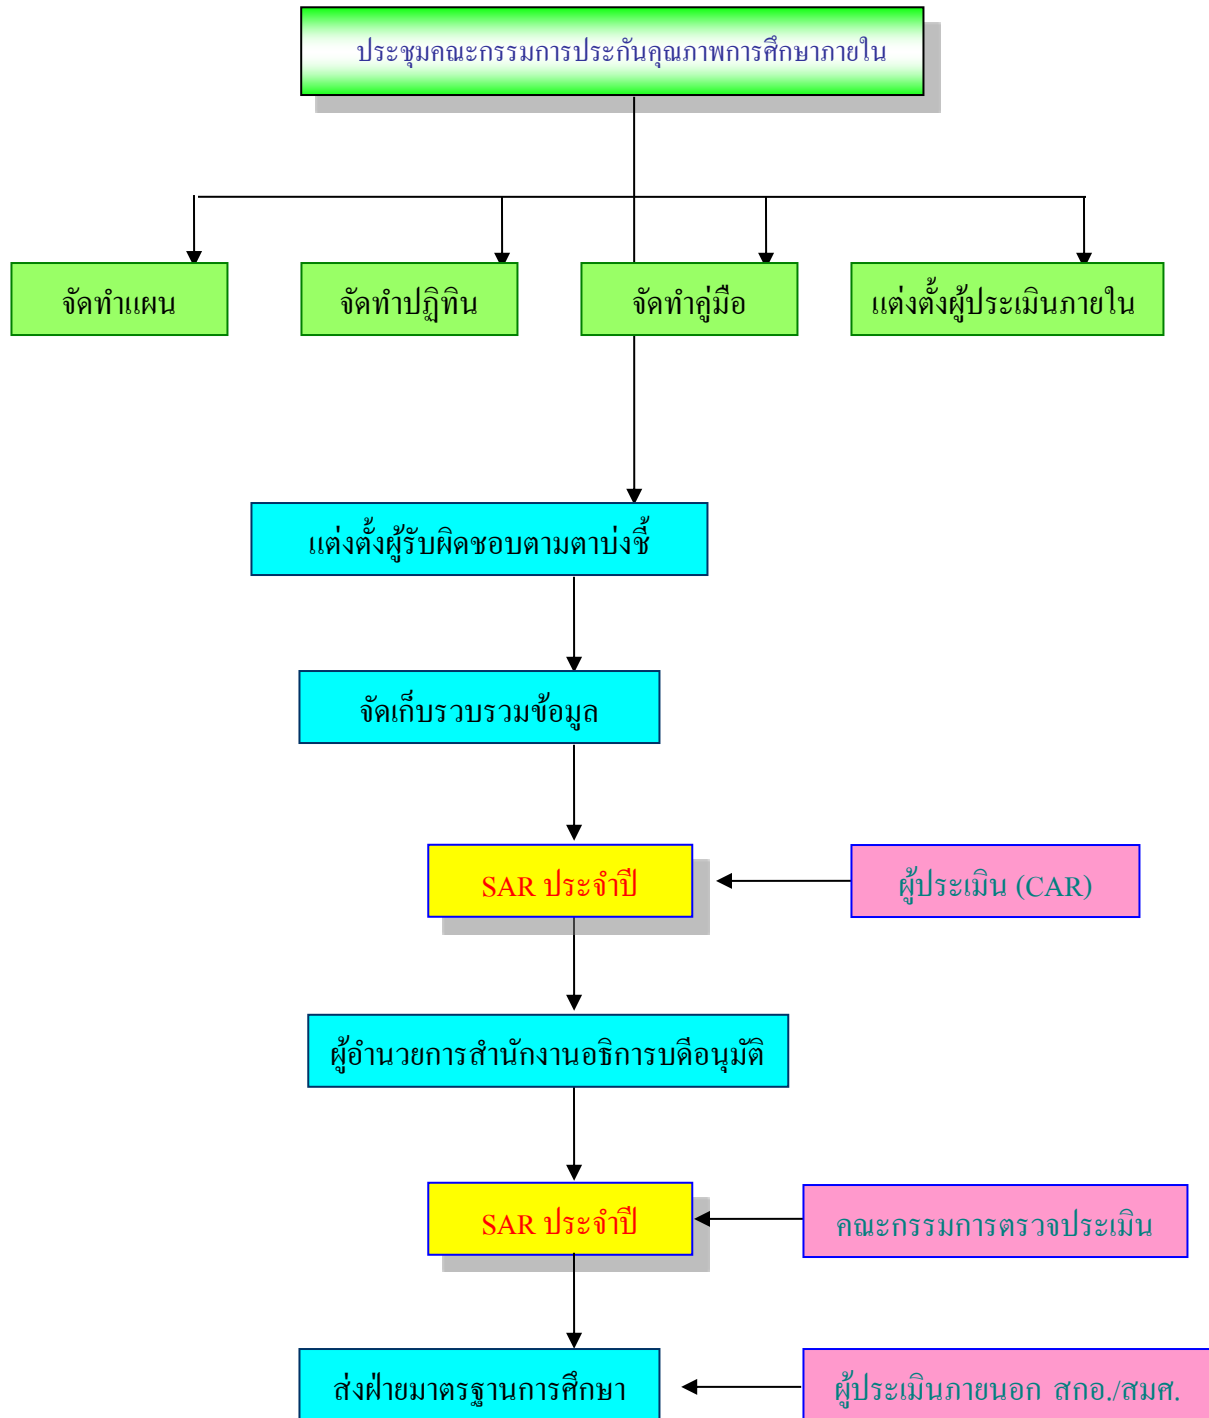 ประชุมคณะกรรมการประกันคุณภาพการศึกษาภายใน
จัดทำแผน
จัดทำปฏิทิน
จัดทำคู่มือ
แต่งตั้งผู้ประเมินภายใน
แต่งตั้งผู้รับผิดชอบตามตาบ่งชี้
จัดเก็บรวบรวมข้อมูล
SAR ประจำปี
ผู้ประเมิน (CAR)
ผู้อำนวยการสำนักงานอธิการบดีอนุมัติ
SAR ประจำปี
คณะกรรมการตรวจประเมิน
ส่งฝ่ายมาตรฐานการศึกษา
ผู้ประเมินภายนอก สกอ./สมศ.